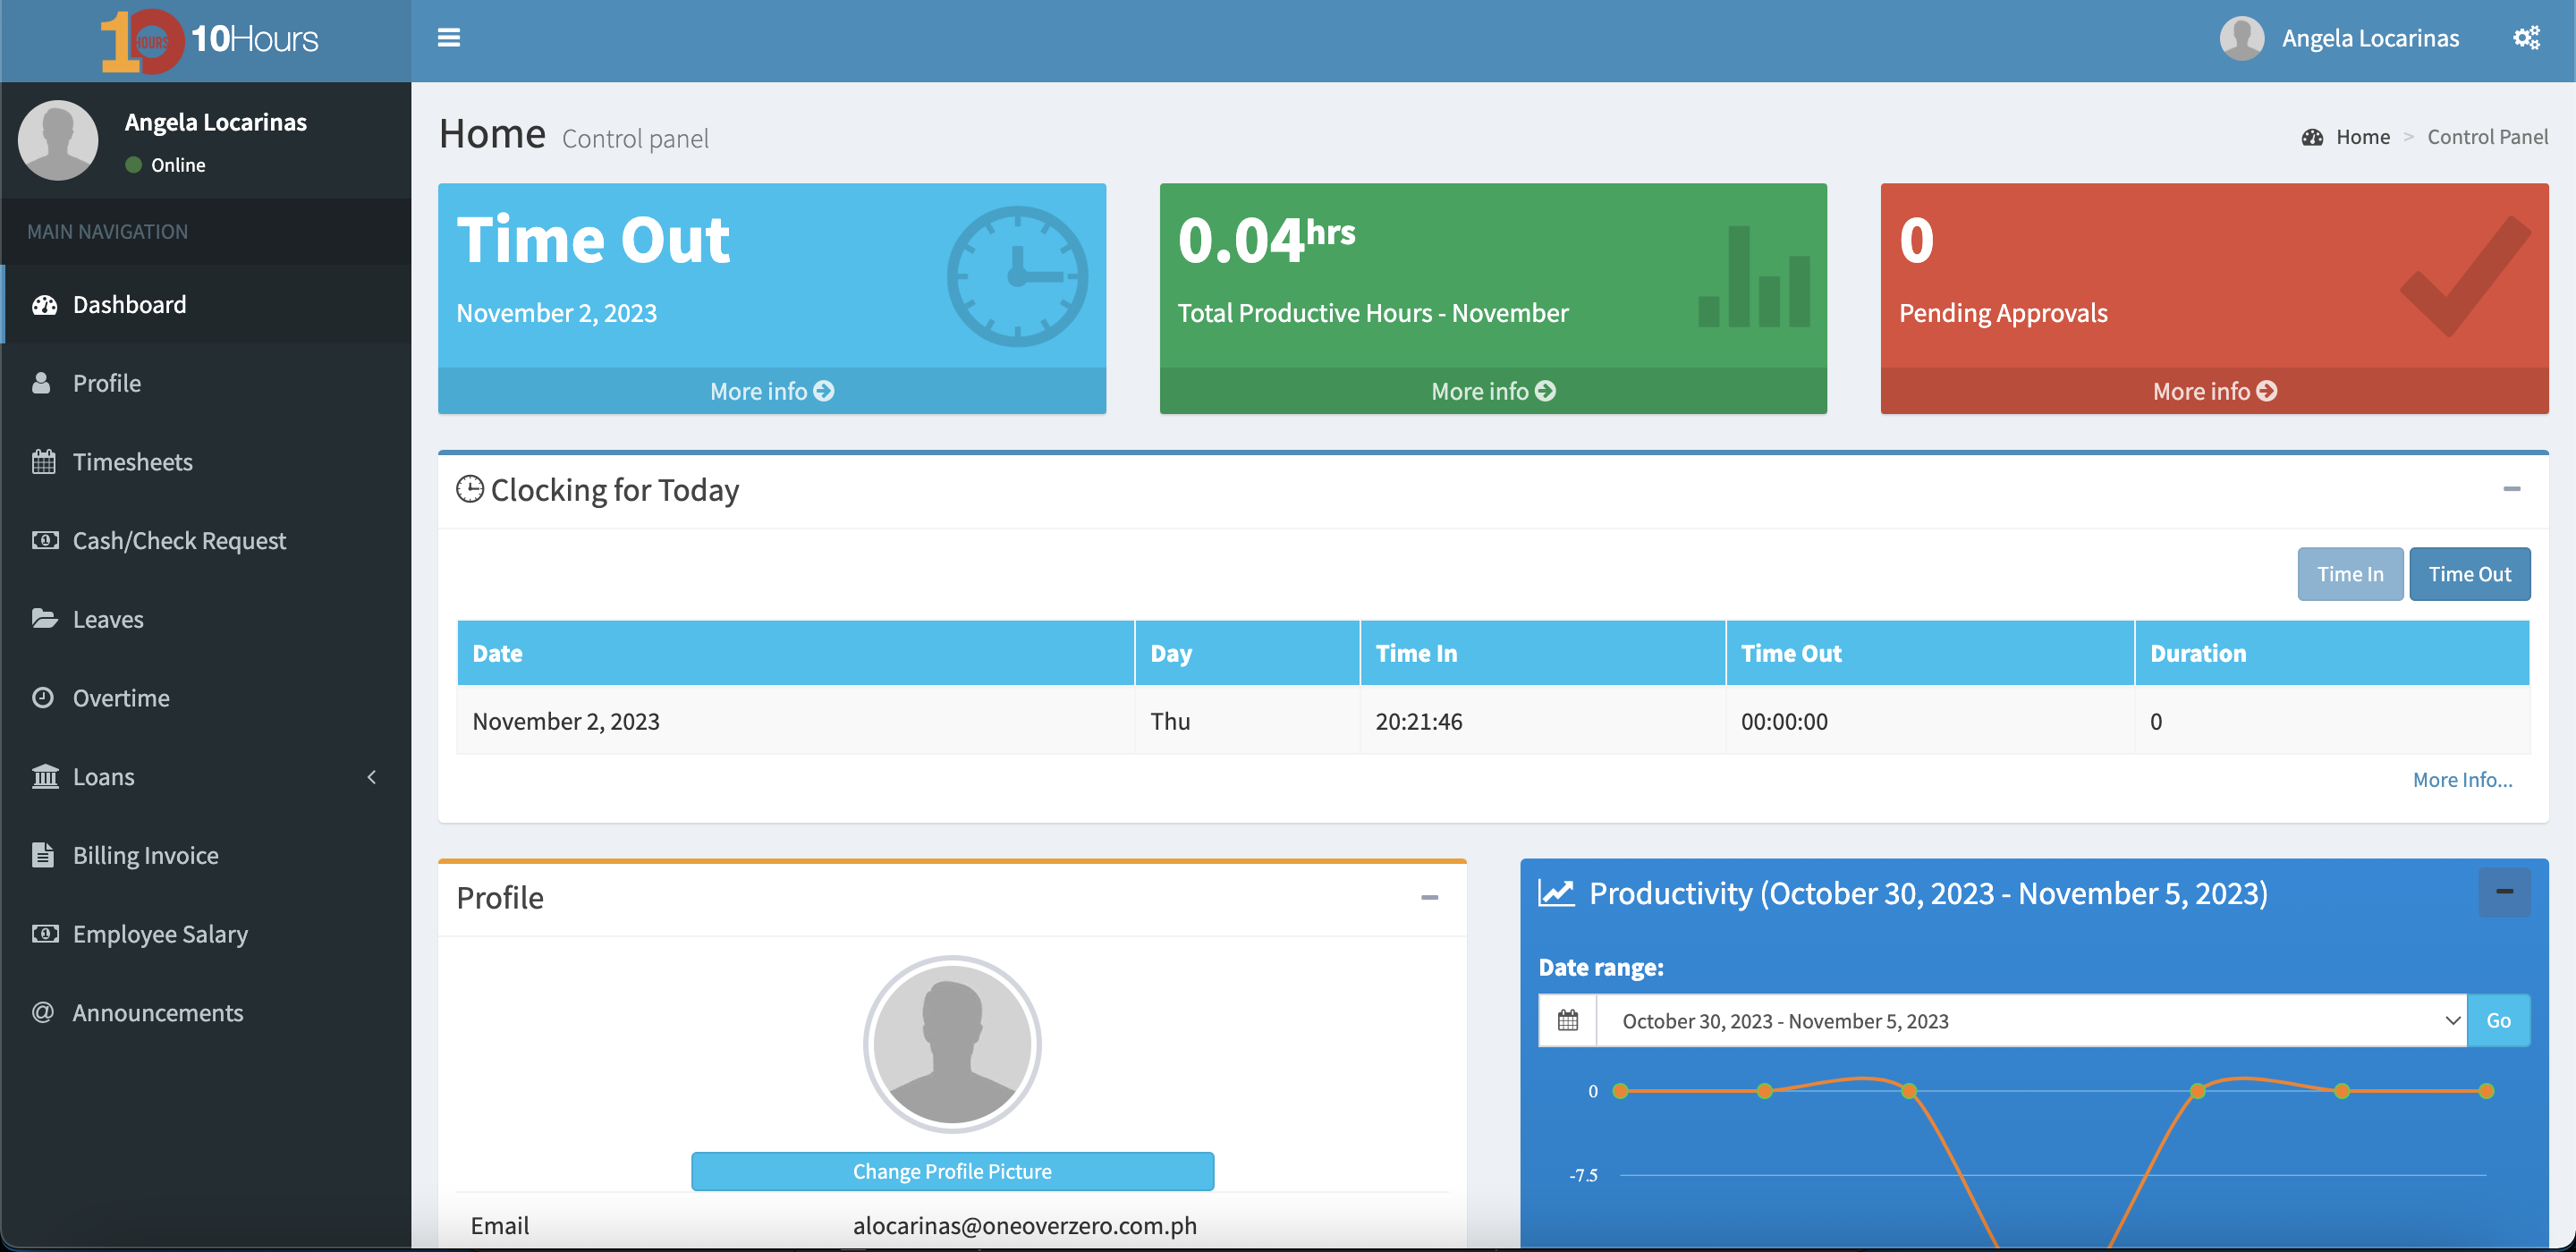 10 HOURS 10Hours
Angela Locarinas
Angela Locarinas
Online
MAIN NAVIGATION
Dashboard
Profile
Timesheets
Cash/Check Request
Leaves
Overtime
Loans
Billing Invoice
Employee Salary
Announcements
Home Control panel
Home > Control Panel
Time Out
November 2, 2023
More info
0.04hrs
Total Productive Hours - November
More info
0
Pending Approvals
More info
Clocking for Today
Time In Time Out
Date Day Time In Time Out Duration
November 2, 2023 Thu 20:21:46 00:00:00 0
More Info...
Profile
Change Profile Picture
Email alocarinas@oneoverzero.com.ph
Productivity (October 30, 2023 - November 5, 2023)
Date range:
October 30, 2023 - November 5, 2023 Go
0
-7.5